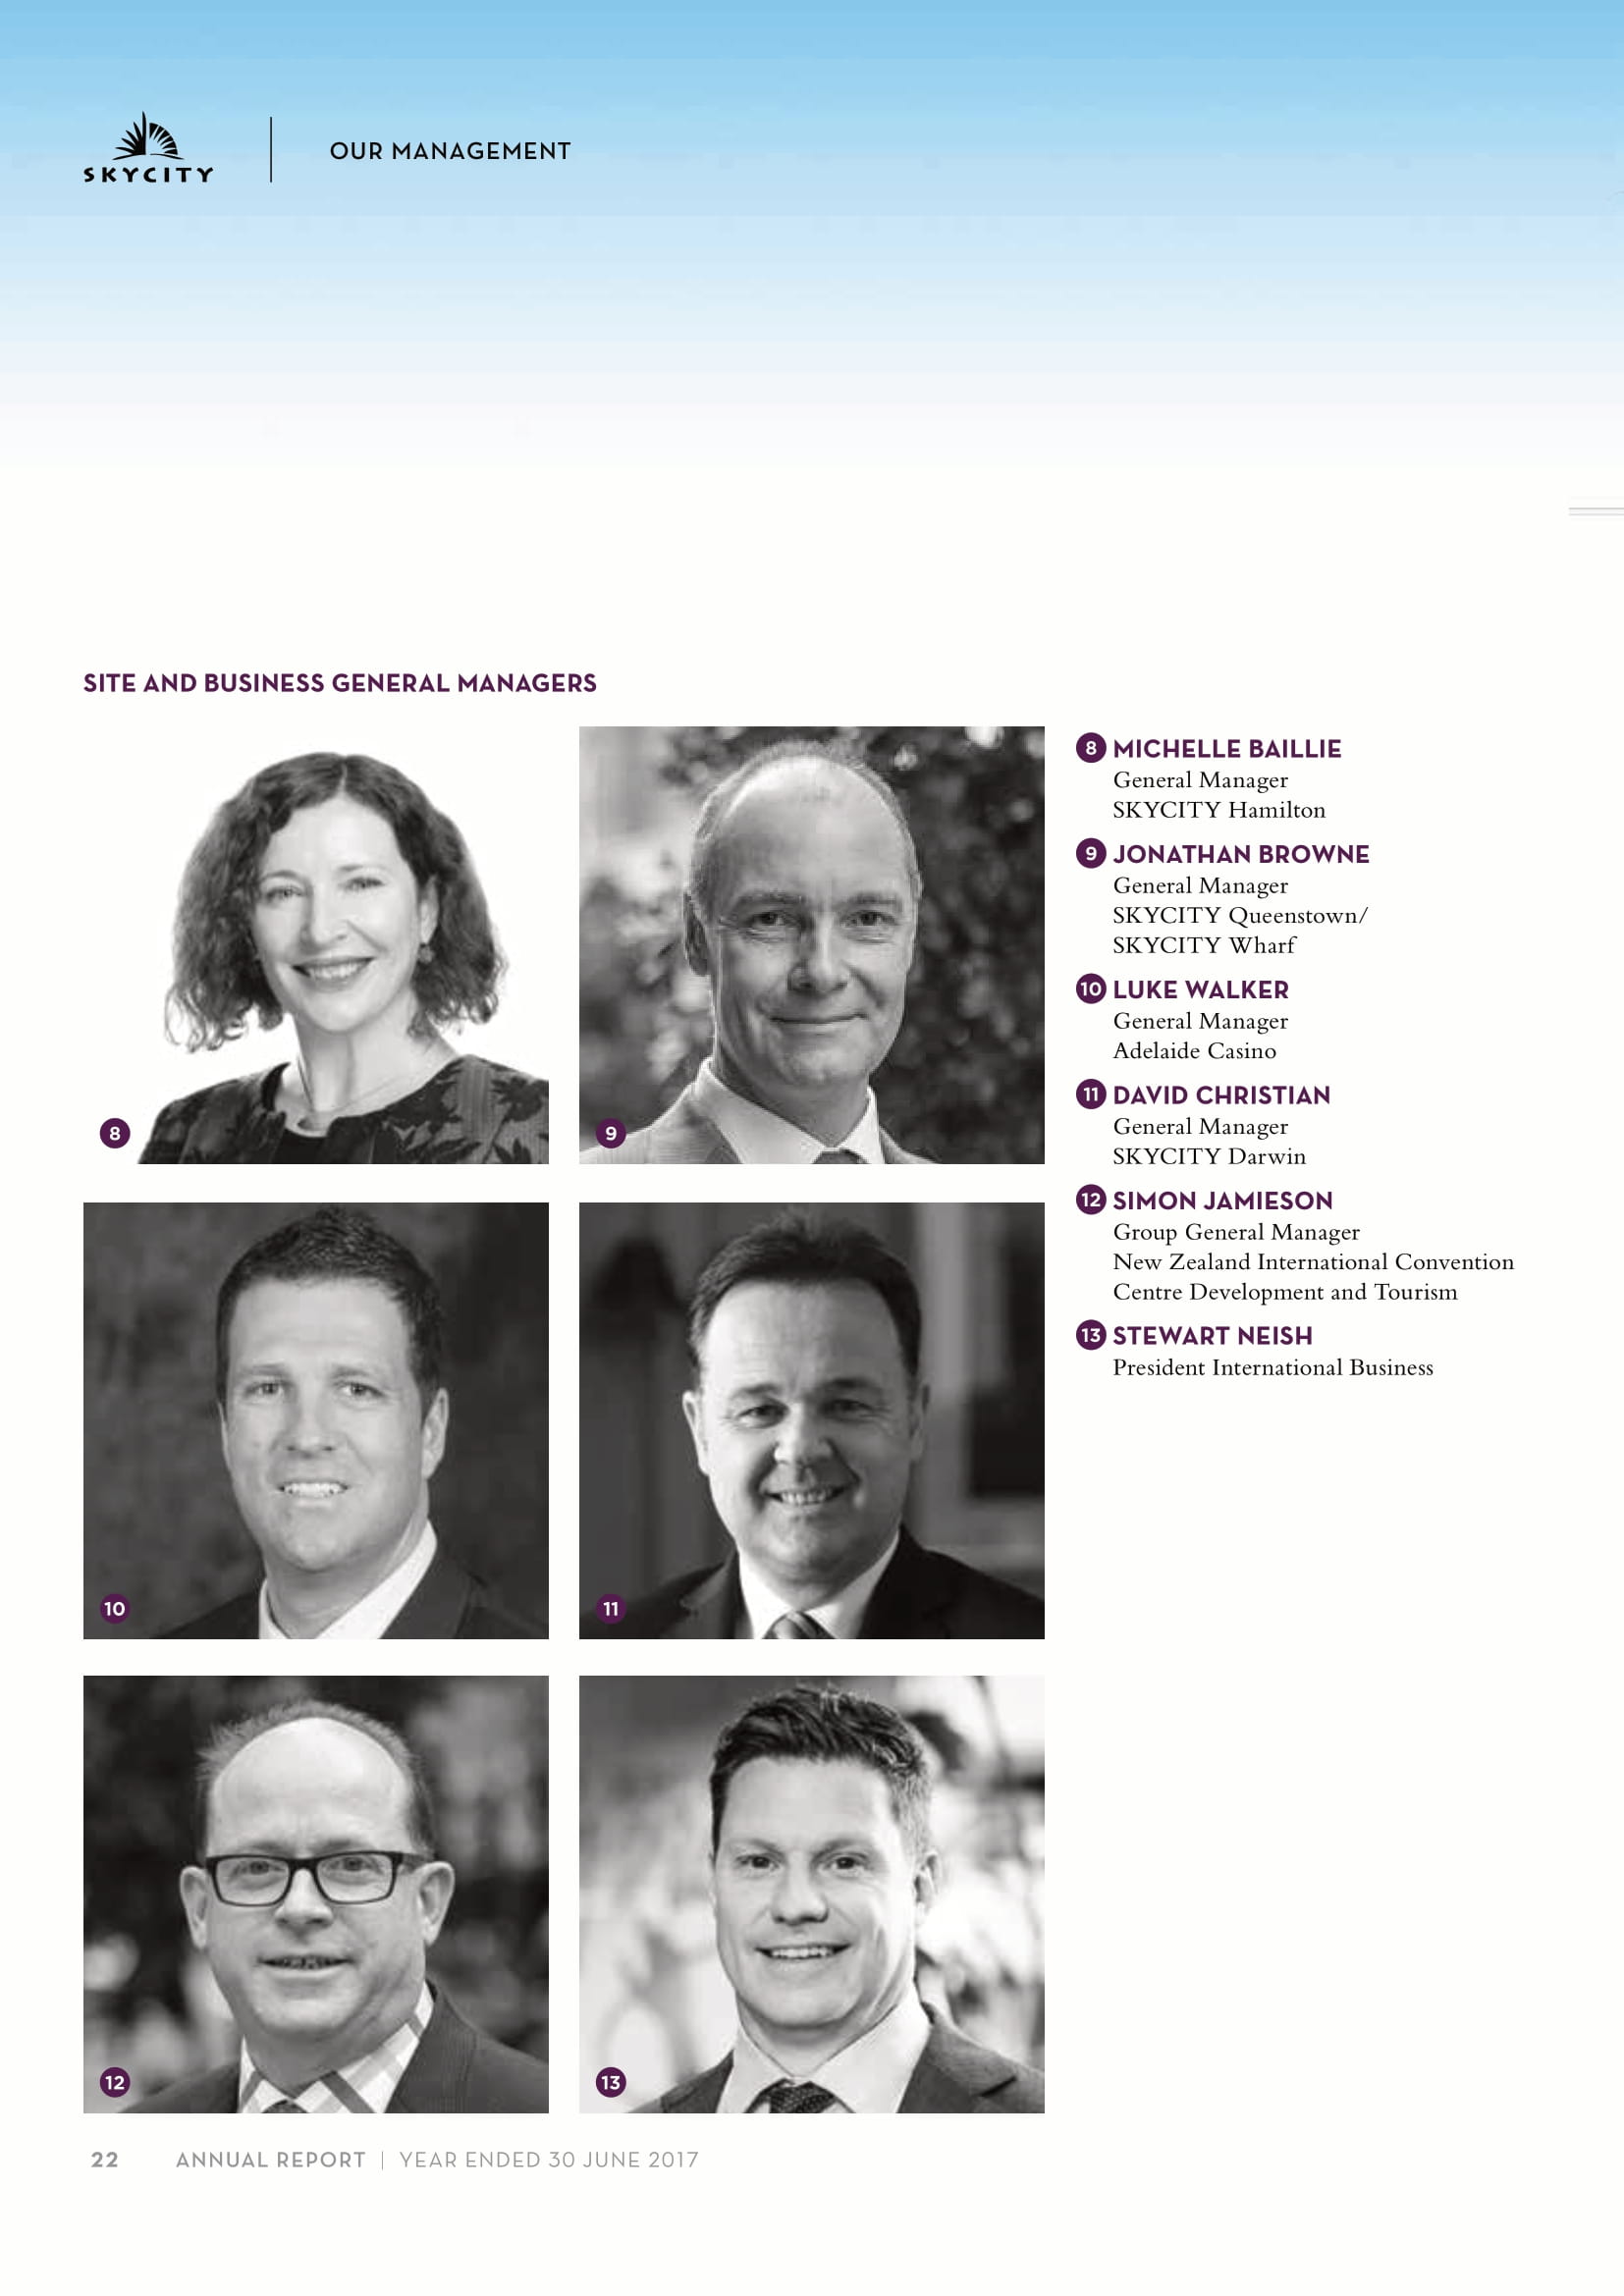 SKYCITY
OUR MANAGEMENT
SITE AND BUSINESS GENERAL MANAGERS
8
9
10
11
12
13
8 MICHELLE BAILLIE
General Manager
SKYCITY Hamilton
9 JONATHAN BROWNE
General Manager
SKYCITY Queenstown/
SKYCITY Wharf
10 LUKE WALKER
General Manager
Adelaide Casino
11 DAVID CHRISTIAN
General Manager
SKYCITY Darwin
12 SIMON JAMIESON
Group General Manager
New Zealand International Convention
Centre Development and Tourism
13 STEWART NEISH
President International Business
22 ANNUAL REPORT | YEAR ENDED 30 JUNE 2017